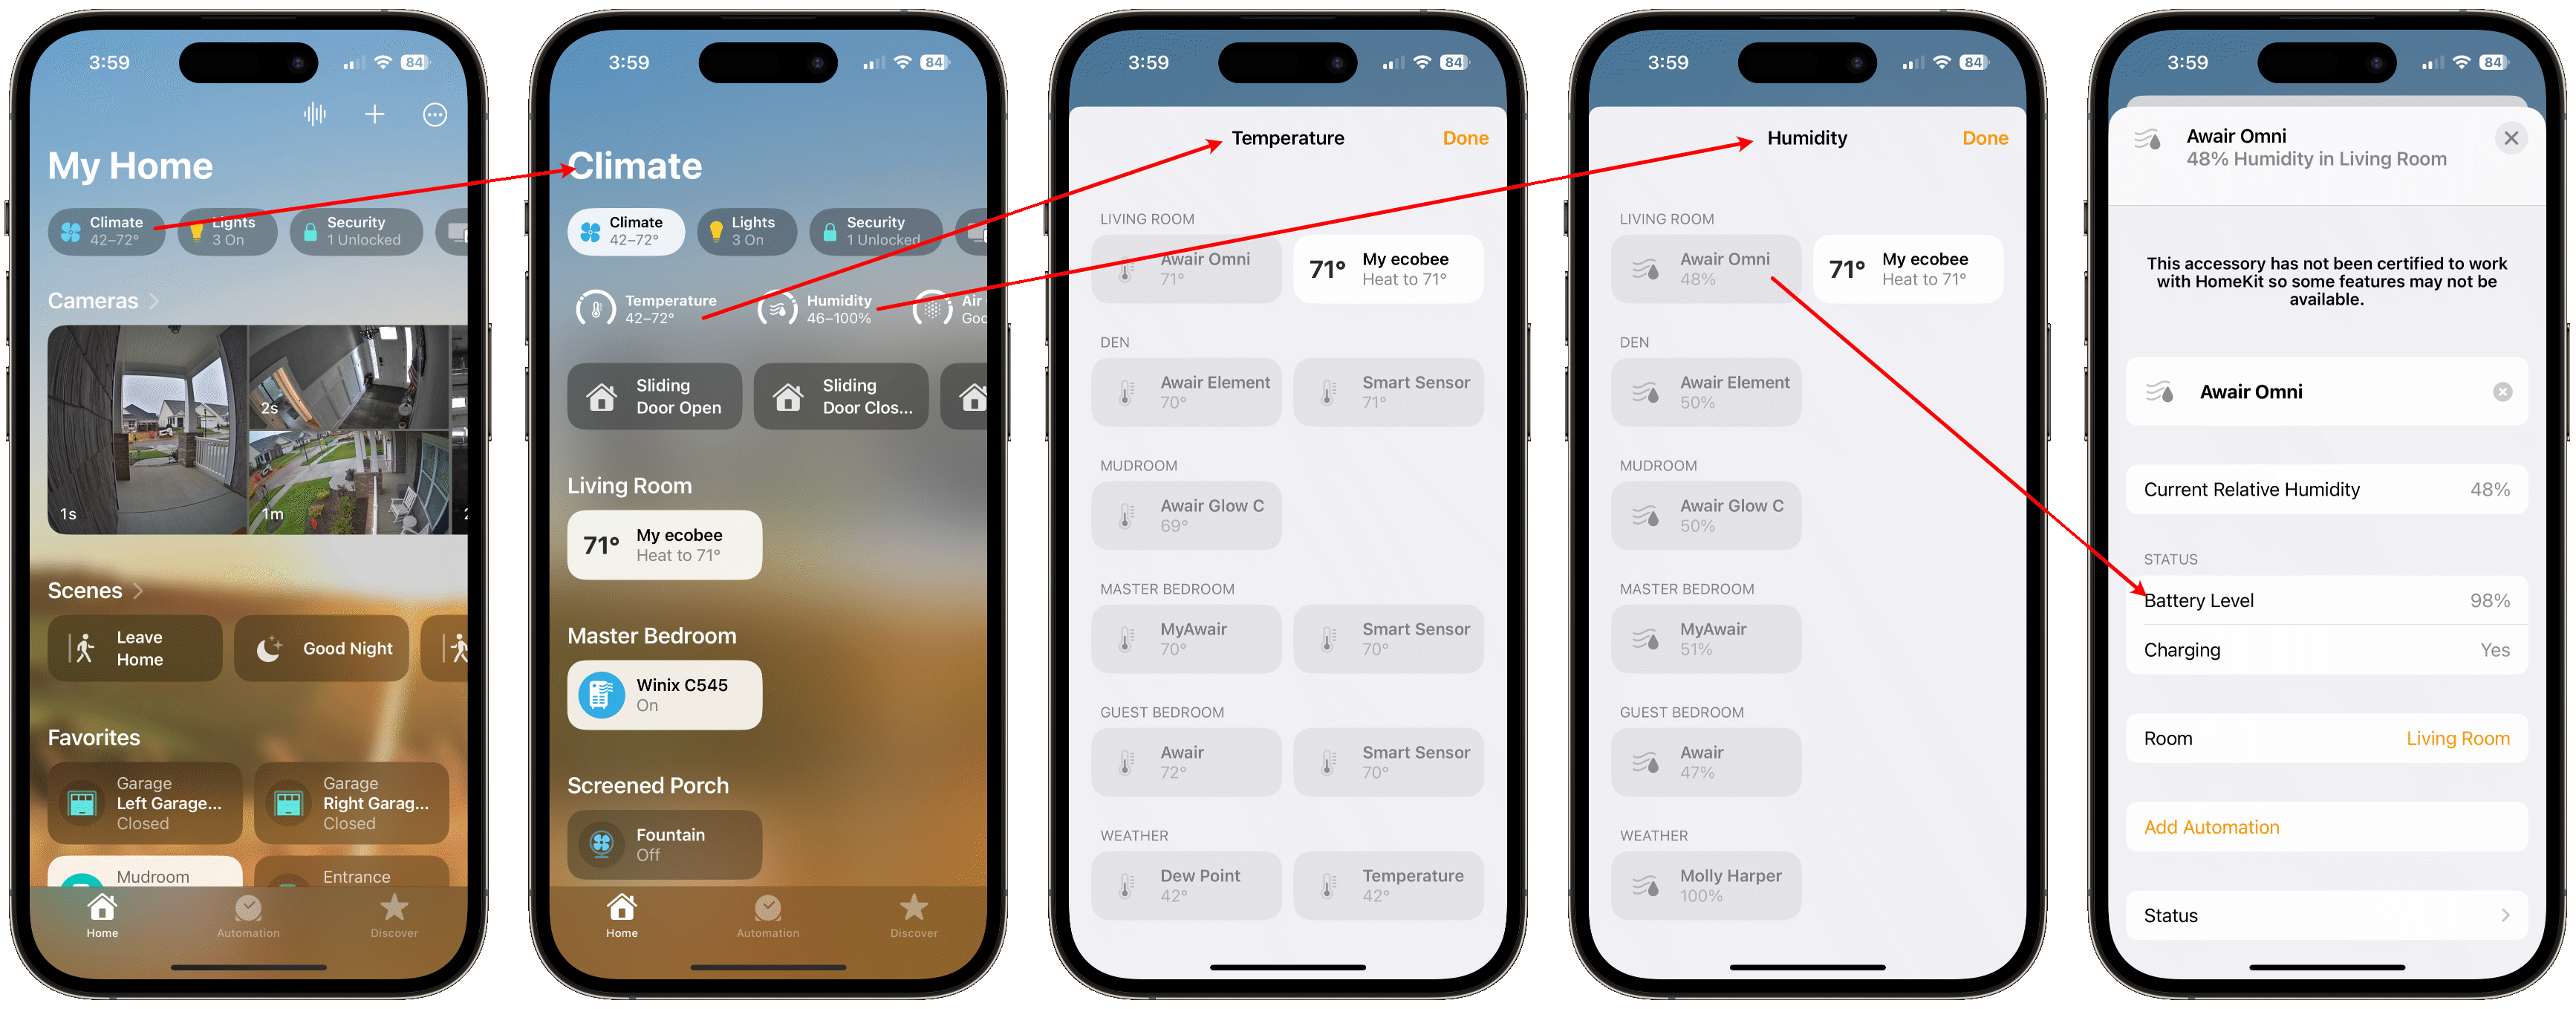 3:59
84
My Home
Climate
42–72°
Lights
3 On
Security
1 Unlocked
Cameras
1s
2s
1m
Scenes
Leave
Home
Good Night
Favorites
Garage
Left Garage...
Closed
Garage
Right Garag...
Closed
Mudroom
Entrance
Home
Automation
Discover
3:59
84
Climate
Climate
42–72°
Lights
3 On
Security
1 Unlocked
Temperature
42–72°
Humidity
46–100%
Air
Goo
Sliding
Door Open
Sliding
Door Clos...
Living Room
71°
My ecobee
Heat to 71°
Master Bedroom
Winix C545
On
Screened Porch
Fountain
Off
Home
Automation
Discover
3:59
84
Temperature
Done
LIVING ROOM
Awair Omni
71°
71°
My ecobee
Heat to 71°
DEN
Awair Element
70°
Smart Sensor
71°
MUDROOM
Awair Glow C
69°
MASTER BEDROOM
MyAwair
70°
Smart Sensor
70°
GUEST BEDROOM
Awair
72°
Smart Sensor
70°
WEATHER
Dew Point
42°
Temperature
42°
3:59
84
Humidity
Done
LIVING ROOM
Awair Omni
48%
71°
My ecobee
Heat to 71°
DEN
Awair Element
50%
MUDROOM
Awair Glow C
50%
MASTER BEDROOM
MyAwair
51%
GUEST BEDROOM
Awair
47%
WEATHER
Molly Harper
100%
3:59
84
Awair Omni
48% Humidity in Living Room
This accessory has not been certified to work
with HomeKit so some features may not be
available.
Awair Omni
Current Relative Humidity
48%
STATUS
Battery Level
98%
Charging
Yes
Room
Living Room
Add Automation
Status